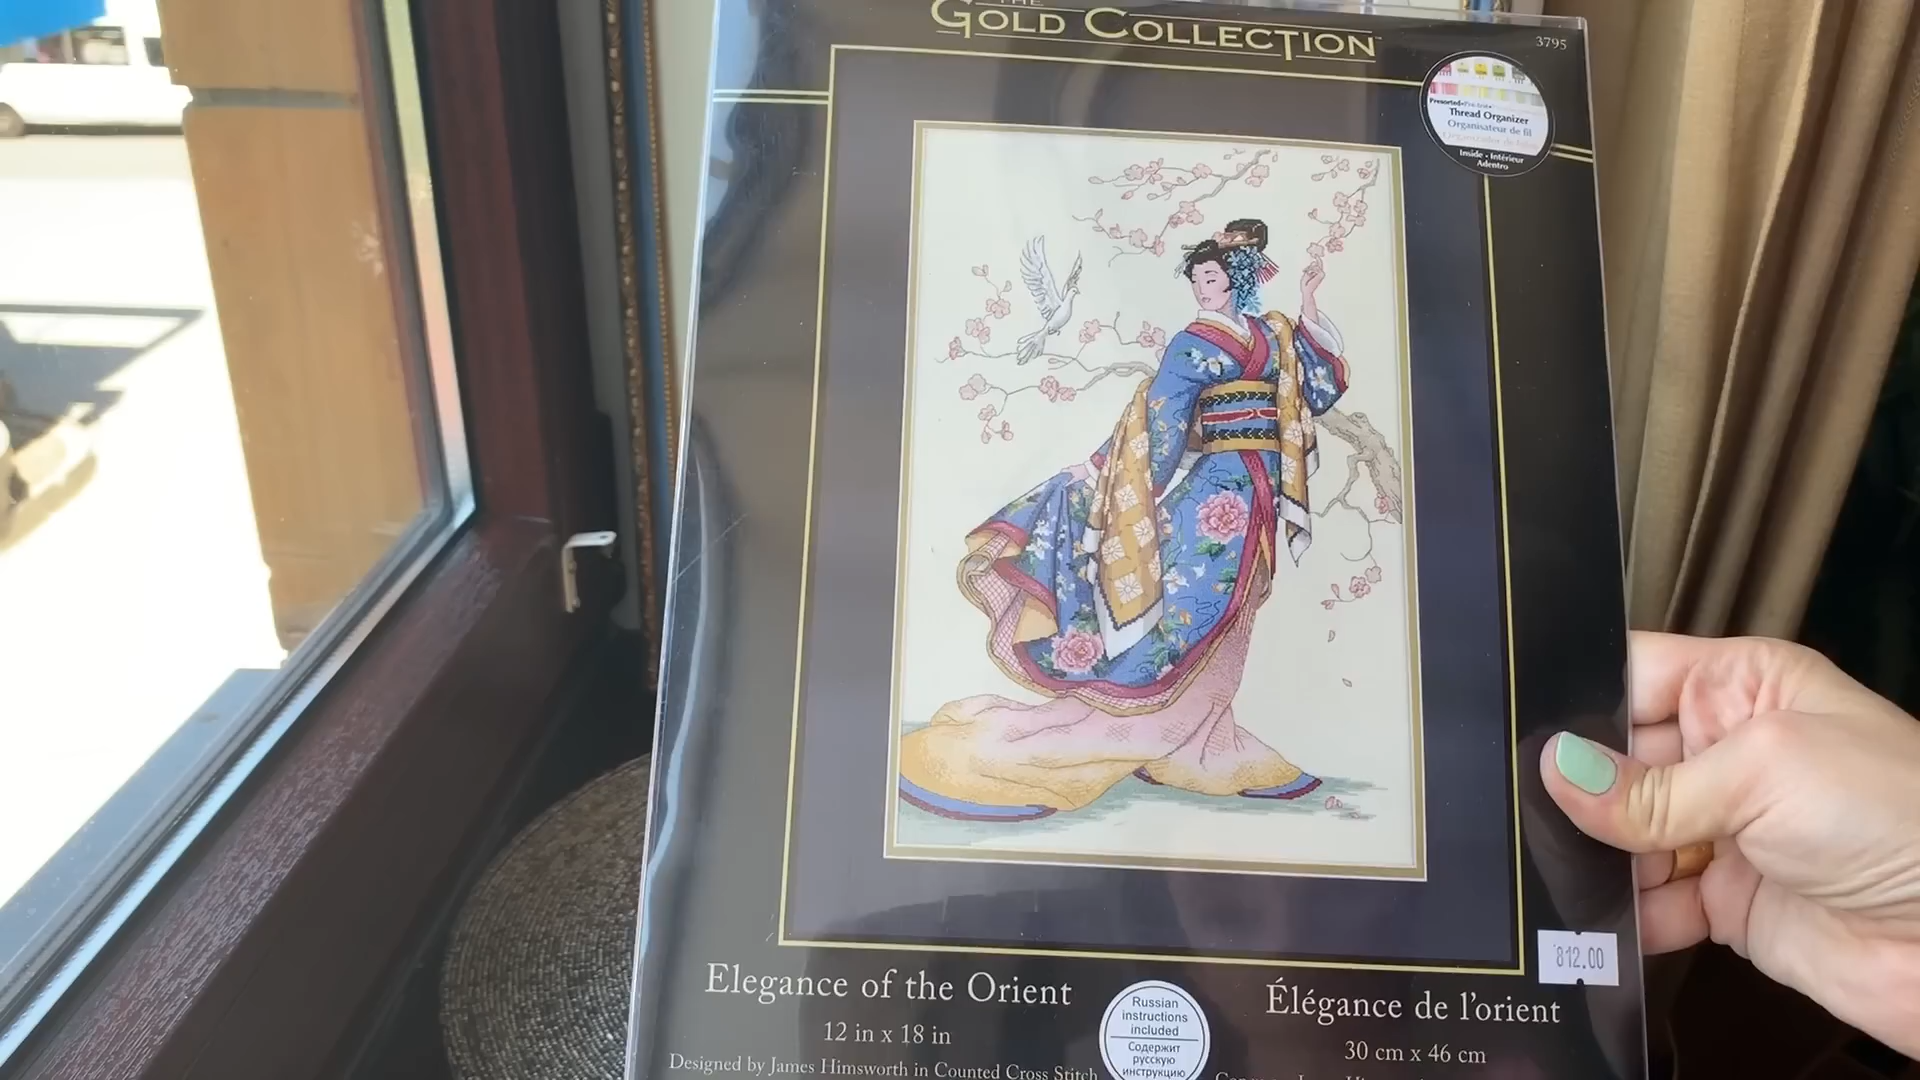 THE
GOLD COLLECTION
3795
Thread Organizer
Organisateur de fil
Inside • Intérieur
Adentro
812.00
Elegance of the Orient
12 in x 18 in
Designed by James Himsworth in Counted Cross Stitch
Russian
instructions
included
Содержит
русскую
инструкцию
Élégance de l'orient
30 cm x 46 cm